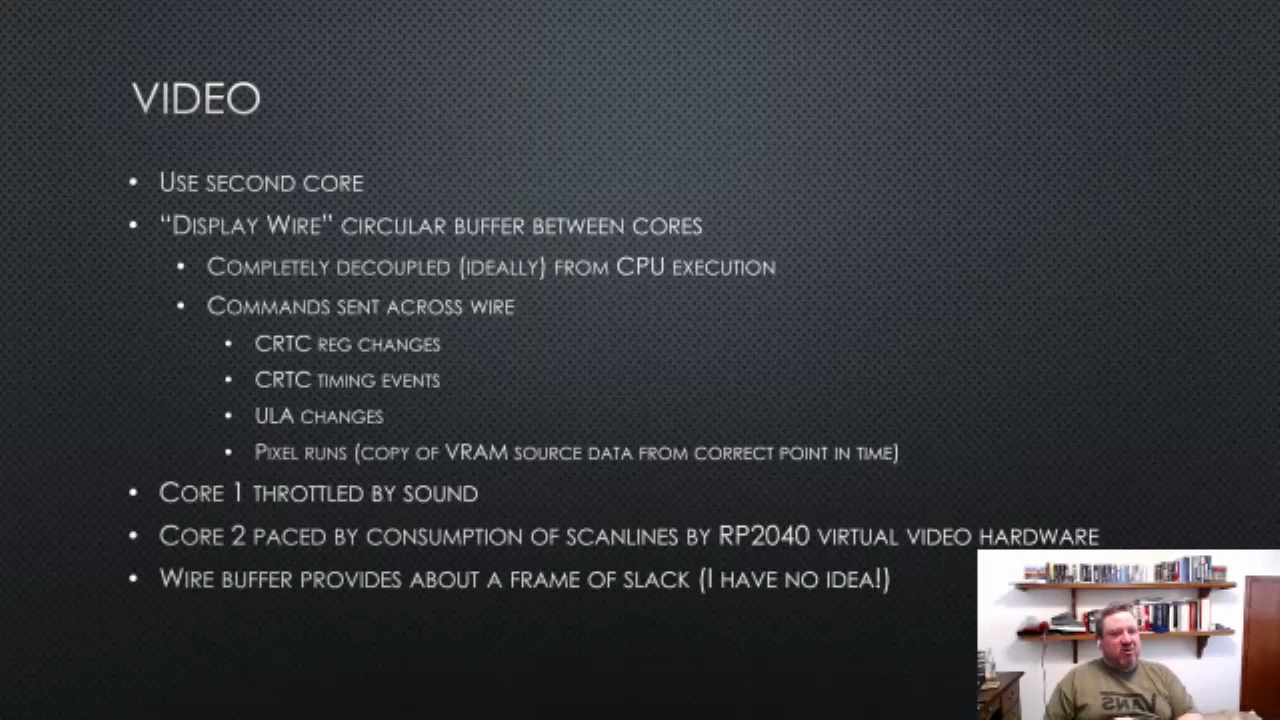 VIDEO
• USE SECOND CORE
• “DISPLAY WIRE” CIRCULAR BUFFER BETWEEN CORES
• COMPLETELY DECOUPLED (IDEALLY) FROM CPU EXECUTION
• COMMANDS SENT ACROSS WIRE
• CRTC REG CHANGES
• CRTC TIMING EVENTS
• ULA CHANGES
• PIXEL RUNS (COPY OF VRAM SOURCE DATA FROM CORRECT POINT IN TIME)
• CORE 1 THROTTLED BY SOUND
• CORE 2 PACED BY CONSUMPTION OF SCANLINES BY RP2040 VIRTUAL VIDEO HARDWARE
• WIRE BUFFER PROVIDES ABOUT A FRAME OF SLACK (I HAVE NO IDEA!)
VANS